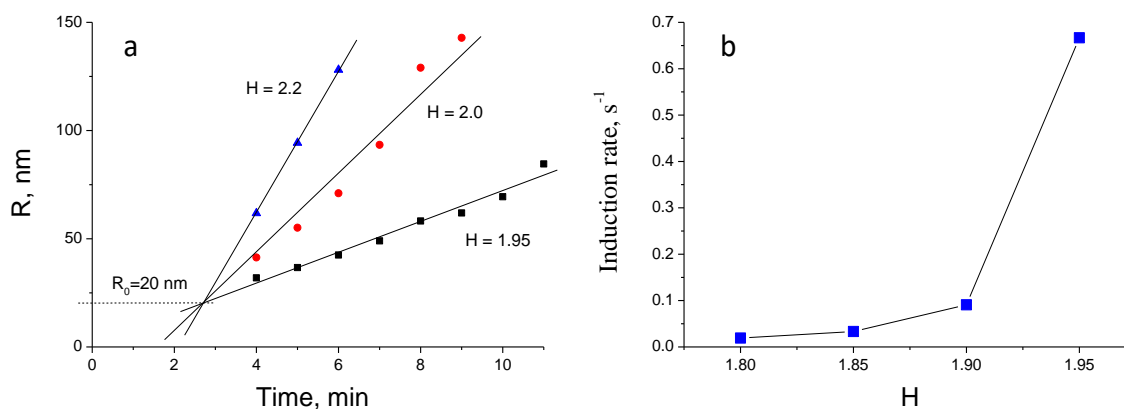 a
150
100
50
0
R, nm
H = 2.2
H = 2.0
H = 1.95
R₀=20 nm
0 2 4 6 8 10
Time, min
b
0.7
0.6
0.5
0.4
0.3
0.2
0.1
0.0
Induction rate, s⁻¹
1.80 1.85 1.90 1.95
H